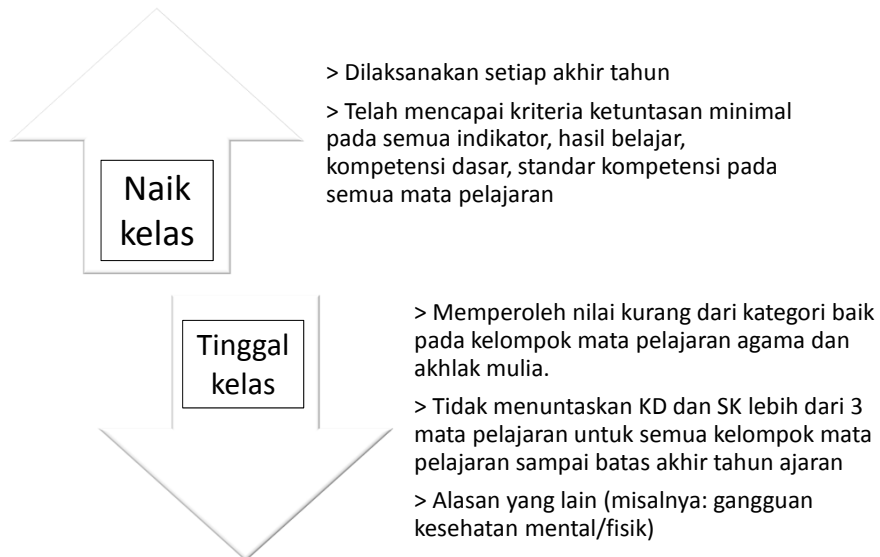 > Dilaksanakan setiap akhir tahun
> Telah mencapai kriteria ketuntasan minimal
pada semua indikator, hasil belajar,
kompetensi dasar, standar kompetensi pada
semua mata pelajaran
Naik
kelas
> Memperoleh nilai kurang dari kategori baik
pada kelompok mata pelajaran agama dan
akhlak mulia.
> Tidak menuntaskan KD dan SK lebih dari 3
mata pelajaran untuk semua kelompok mata
pelajaran sampai batas akhir tahun ajaran
> Alasan yang lain (misalnya: gangguan
kesehatan mental/fisik)
Tinggal
kelas